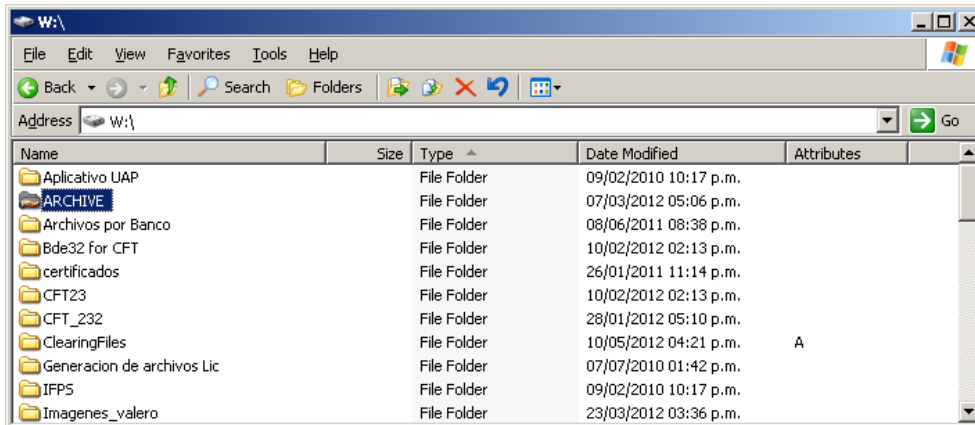 W:\
File Edit View Favorites Tools Help
Back Search Folders
Address W:\ Go
Name Size Type Date Modified Attributes
Aplicativo UAP File Folder 09/02/2010 10:17 p.m.
ARCHIVE File Folder 07/03/2012 05:06 p.m.
Archivos por Banco File Folder 08/06/2011 08:38 p.m.
Bde32 for CFT File Folder 10/02/2012 02:13 p.m.
certificados File Folder 26/01/2011 11:14 p.m.
CFT23 File Folder 10/02/2012 02:13 p.m.
CFT_232 File Folder 28/01/2012 05:10 p.m.
ClearingFiles File Folder 10/05/2012 04:21 p.m. A
Generacion de archivos Lic File Folder 07/07/2010 01:42 p.m.
IFPS File Folder 09/02/2010 10:17 p.m.
Imagenes_valero File Folder 23/03/2012 03:36 p.m.